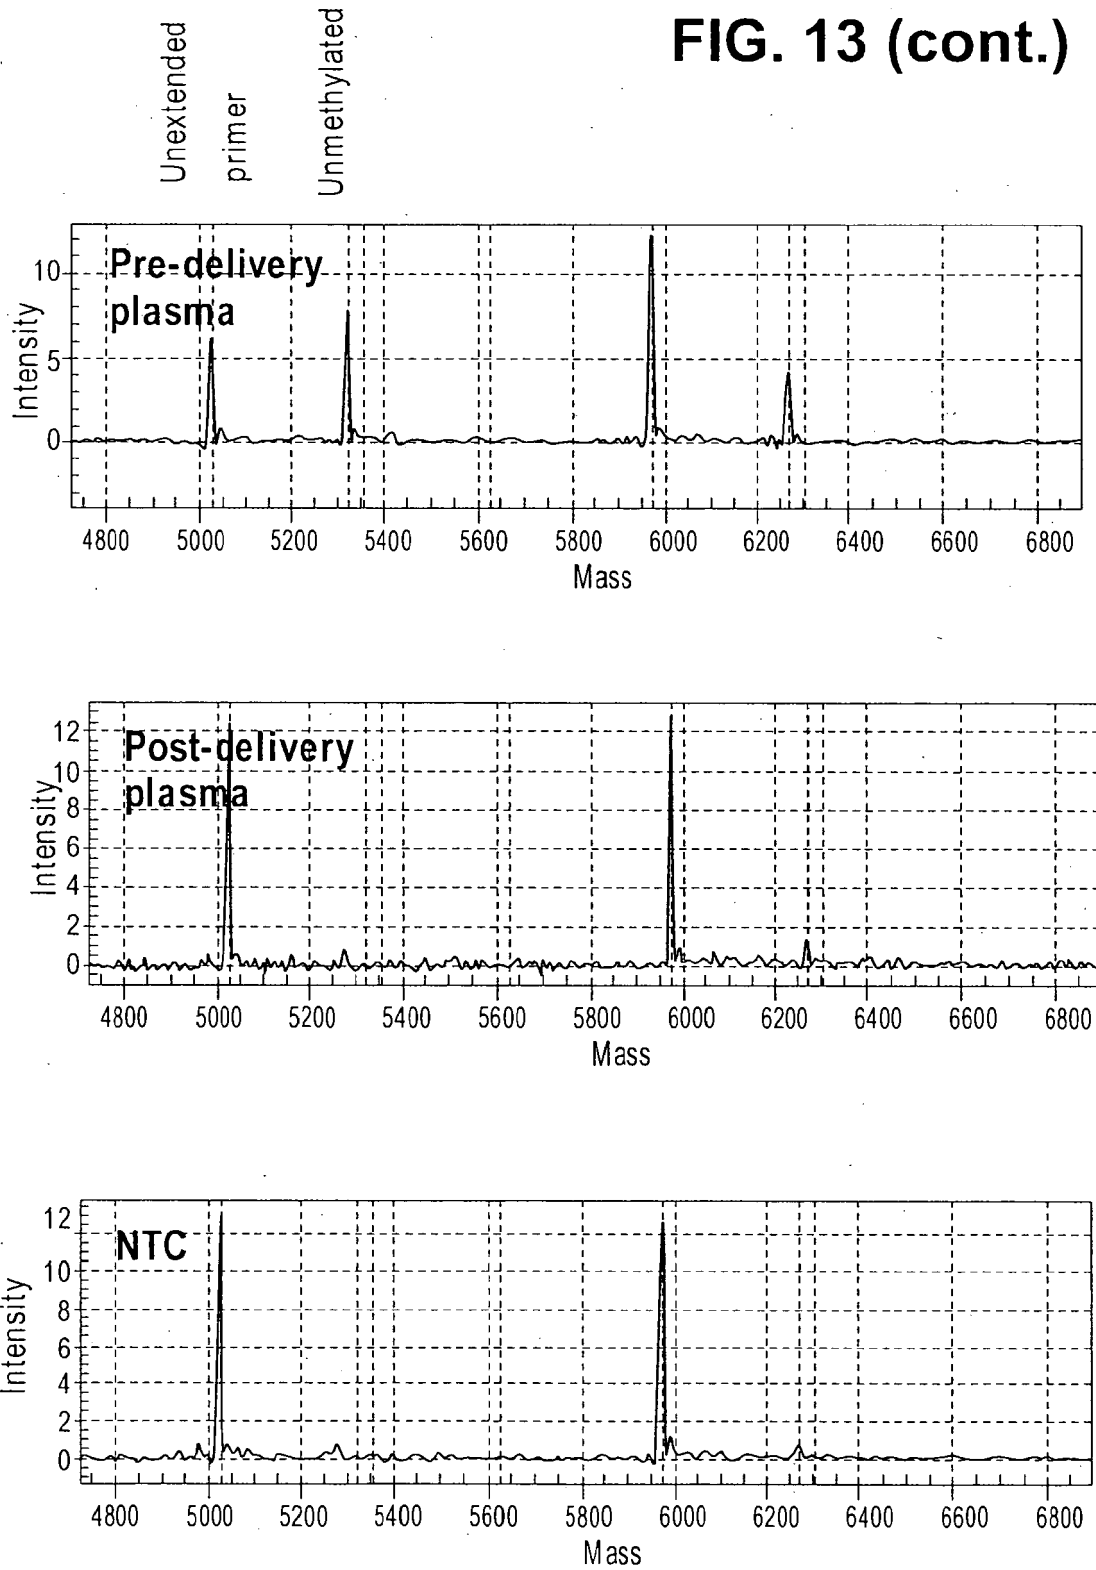 FIG. 13 (cont.)
Unextended
primer
Unmethylated
Pre-delivery
plasma
Intensity
10
5
0
4800 5000 5200 5400 5600 5800 6000 6200 6400 6600 6800
Mass
Post-delivery
plasma
Intensity
12
10
8
6
4
2
0
4800 5000 5200 5400 5600 5800 6000 6200 6400 6600 6800
Mass
NTC
Intensity
12
10
8
6
4
2
0
4800 5000 5200 5400 5600 5800 6000 6200 6400 6600 6800
Mass